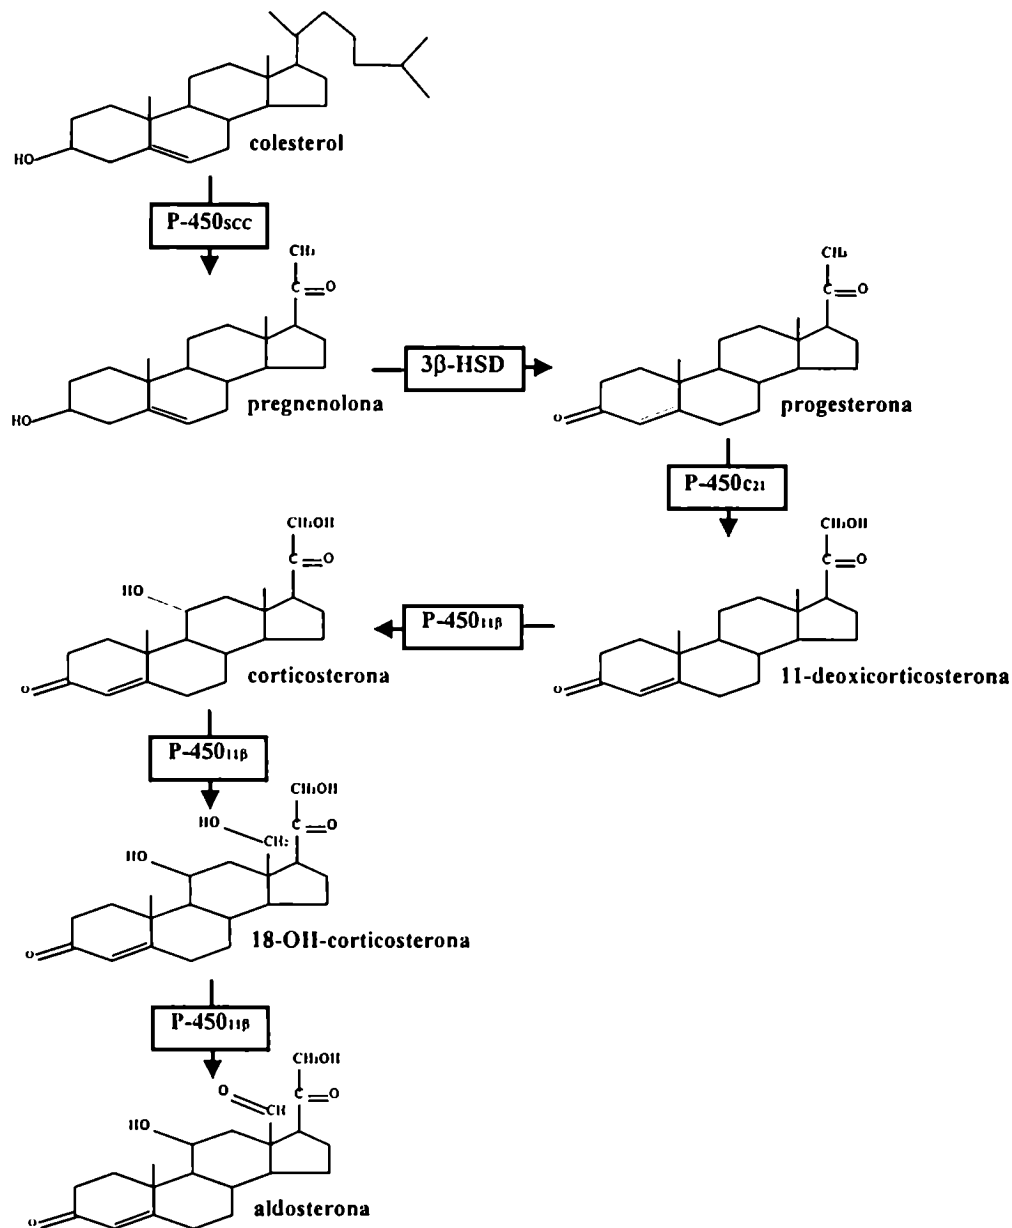 colesterol
HO
P-450scc
CH₃
C=O
pregnenolona
HO
3β-HSD
CH₃
C=O
progesterona
O
P-450c21
CH₂OH
C=O
11-deoxicorticosterona
O
P-45011β
CH₂OH
C=O
HO
corticosterona
O
P-45011β
CH₂OH
HO
C=O
CH₂
HO
18-OH-corticosterona
O
P-45011β
CH₂OH
O
C=O
CH
HO
aldosterona
O